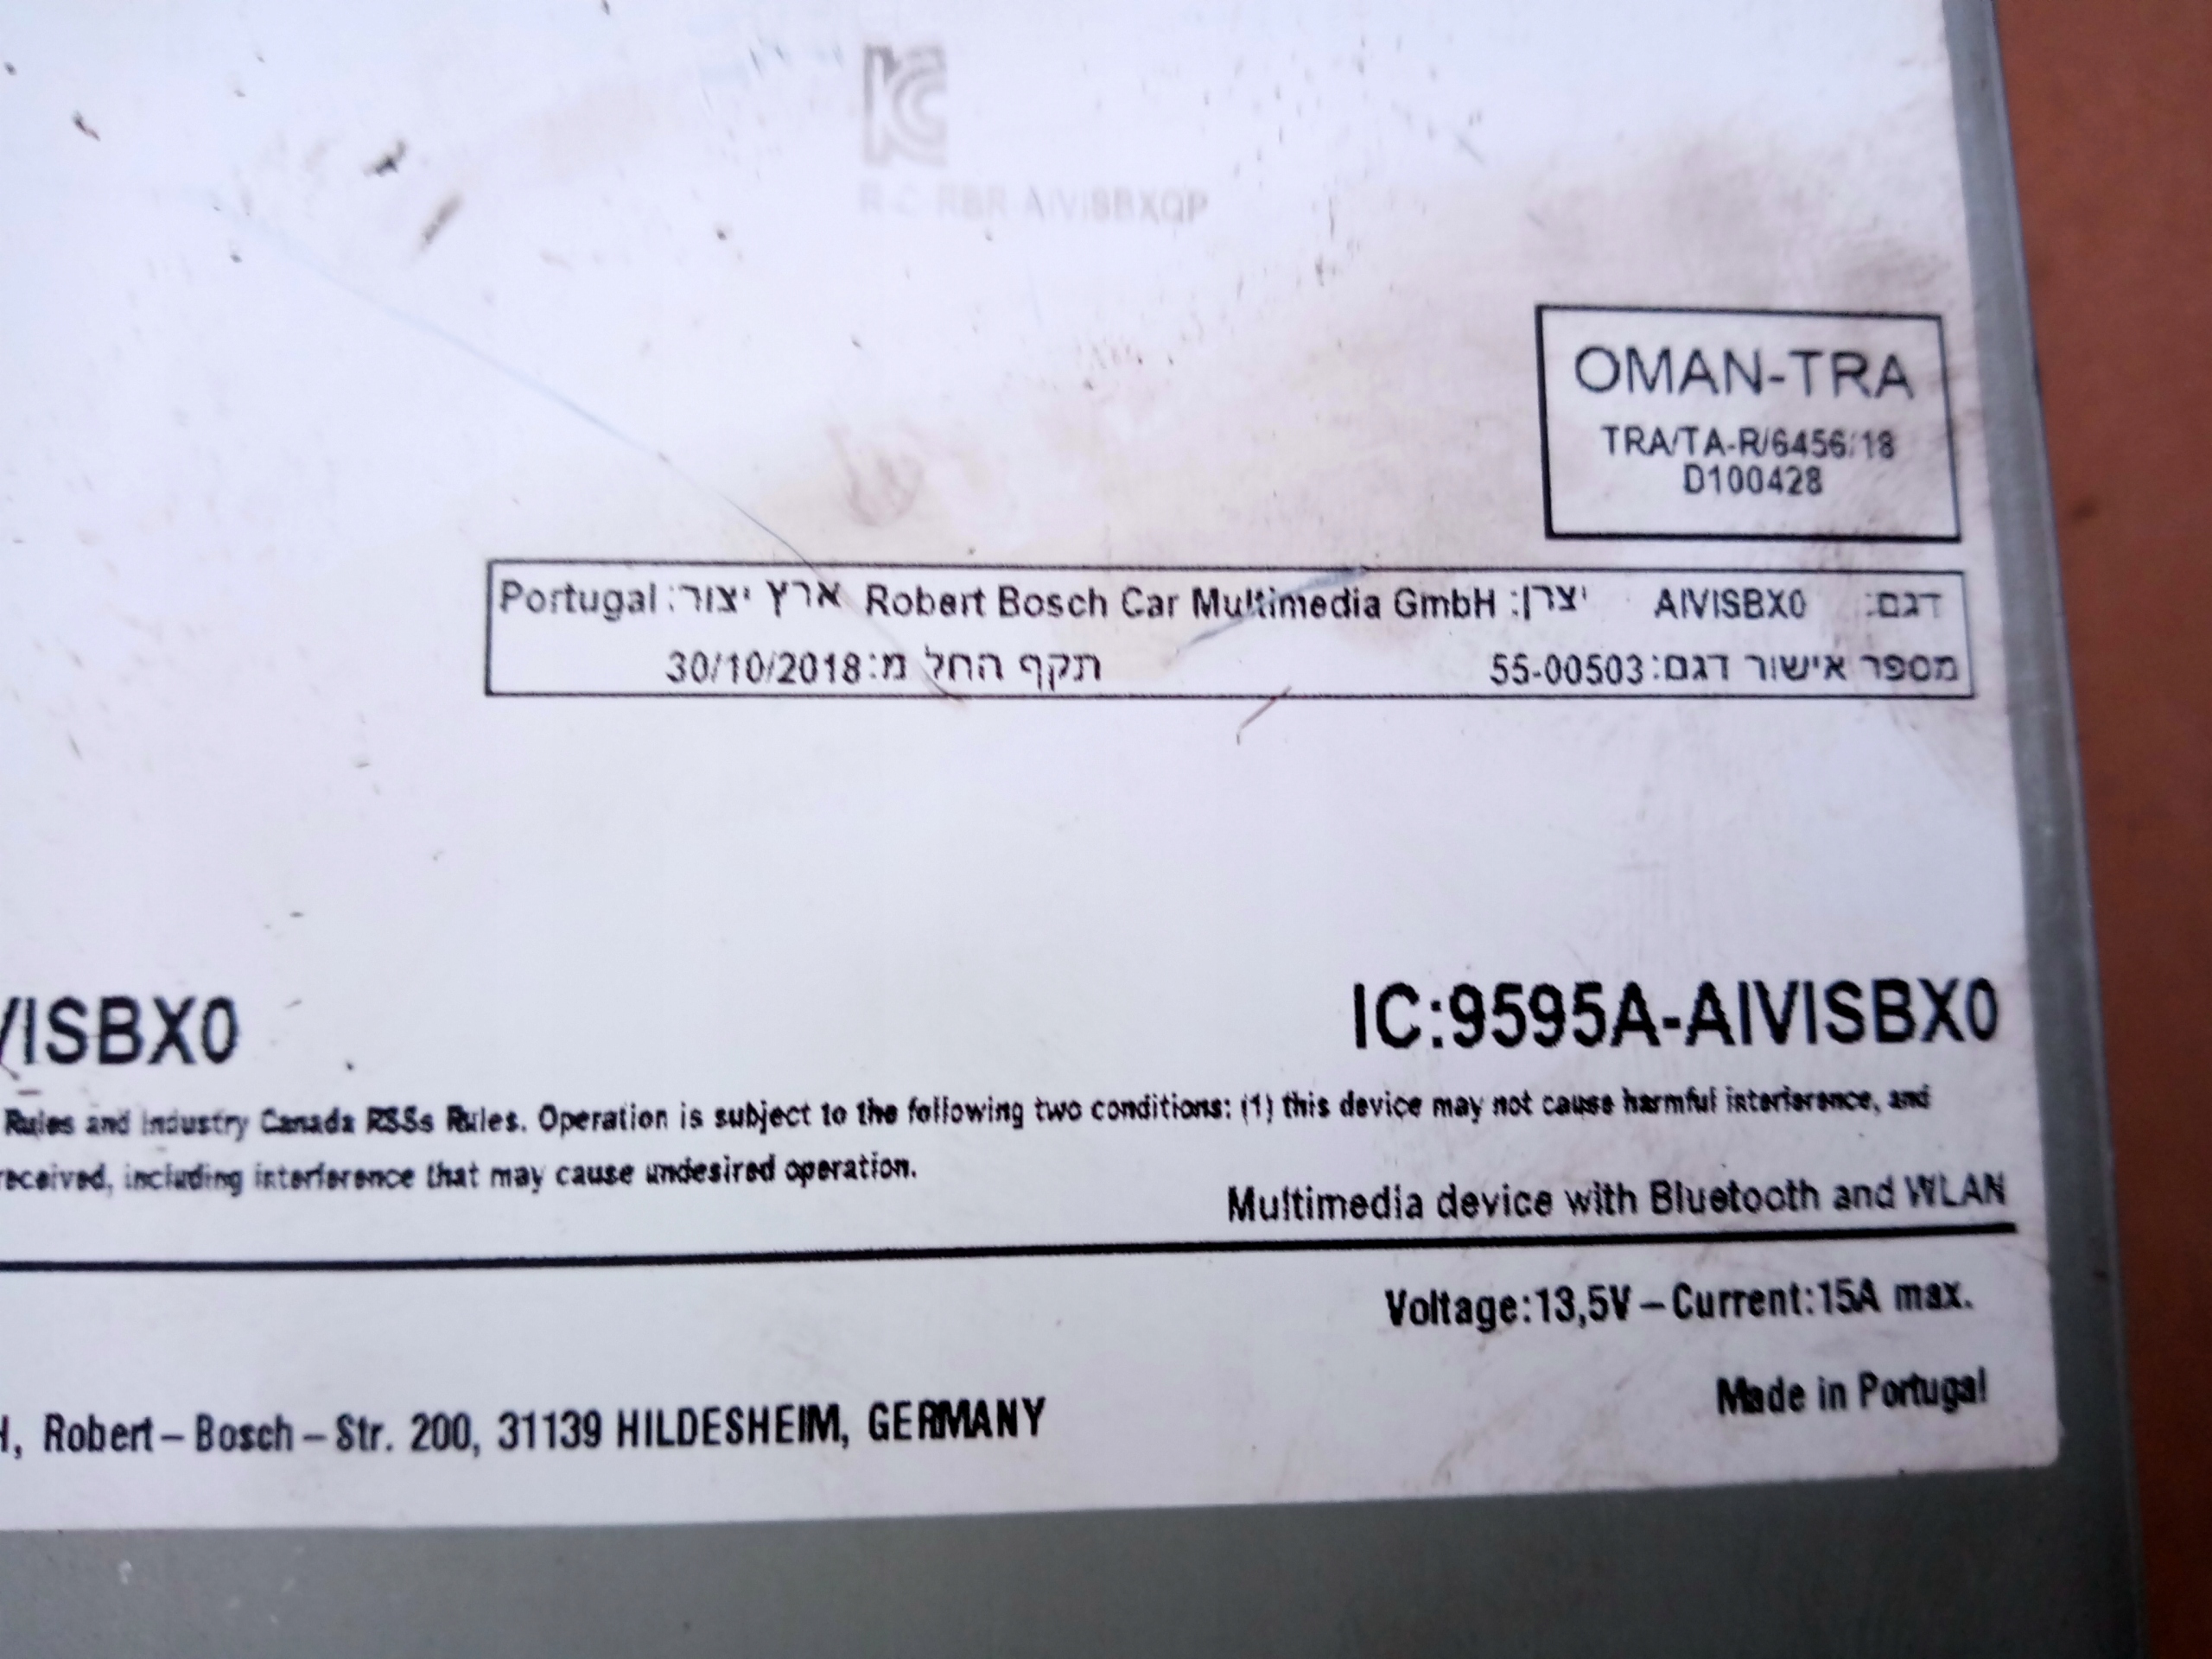 OMAN-TRA
TRA/TA-R/6456/18
D100428
דגם: AIVISBX0 יצרן: Robert Bosch Car Multimedia GmbH ארץ יצור: Portugal
מספר אישור דגם: 55-00503 תקף החל מ: 30/10/2018
VISBX0 IC:9595A-AIVISBX0
Rules and Industry Canada RSSs Rules. Operation is subject to the following two conditions: (1) this device may not cause harmful interference, and
received, including interference that may cause undesired operation.
Multimedia device with Bluetooth and WLAN
Voltage:13,5V – Current:15A max.
Made in Portugal
H, Robert – Bosch – Str. 200, 31139 HILDESHEIM, GERMANY